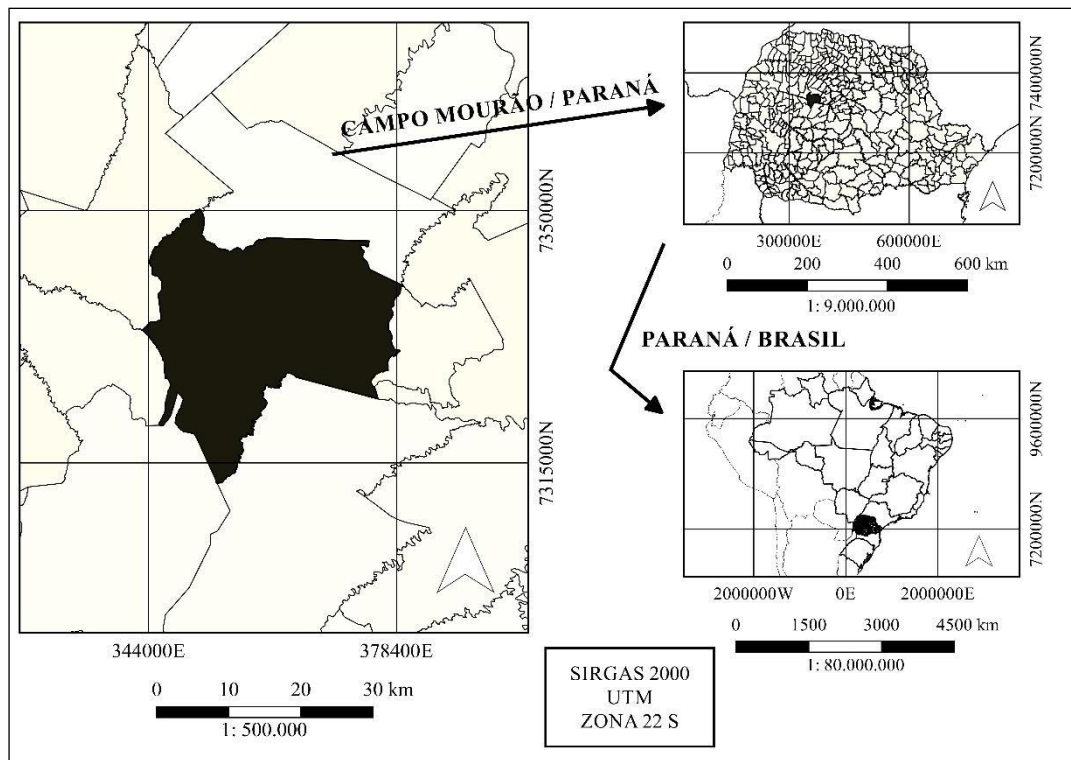 CAMPO MOURÃO / PARANÁ
7350000N
7315000N
344000E 378400E
0 10 20 30 km
1: 500.000
7400000N
7200000N
300000E 600000E
0 200 400 600 km
1: 9.000.000
PARANÁ / BRASIL
9600000N
7200000N
2000000W 0E 2000000E
0 1500 3000 4500 km
1: 80.000.000
SIRGAS 2000
UTM
ZONA 22 S